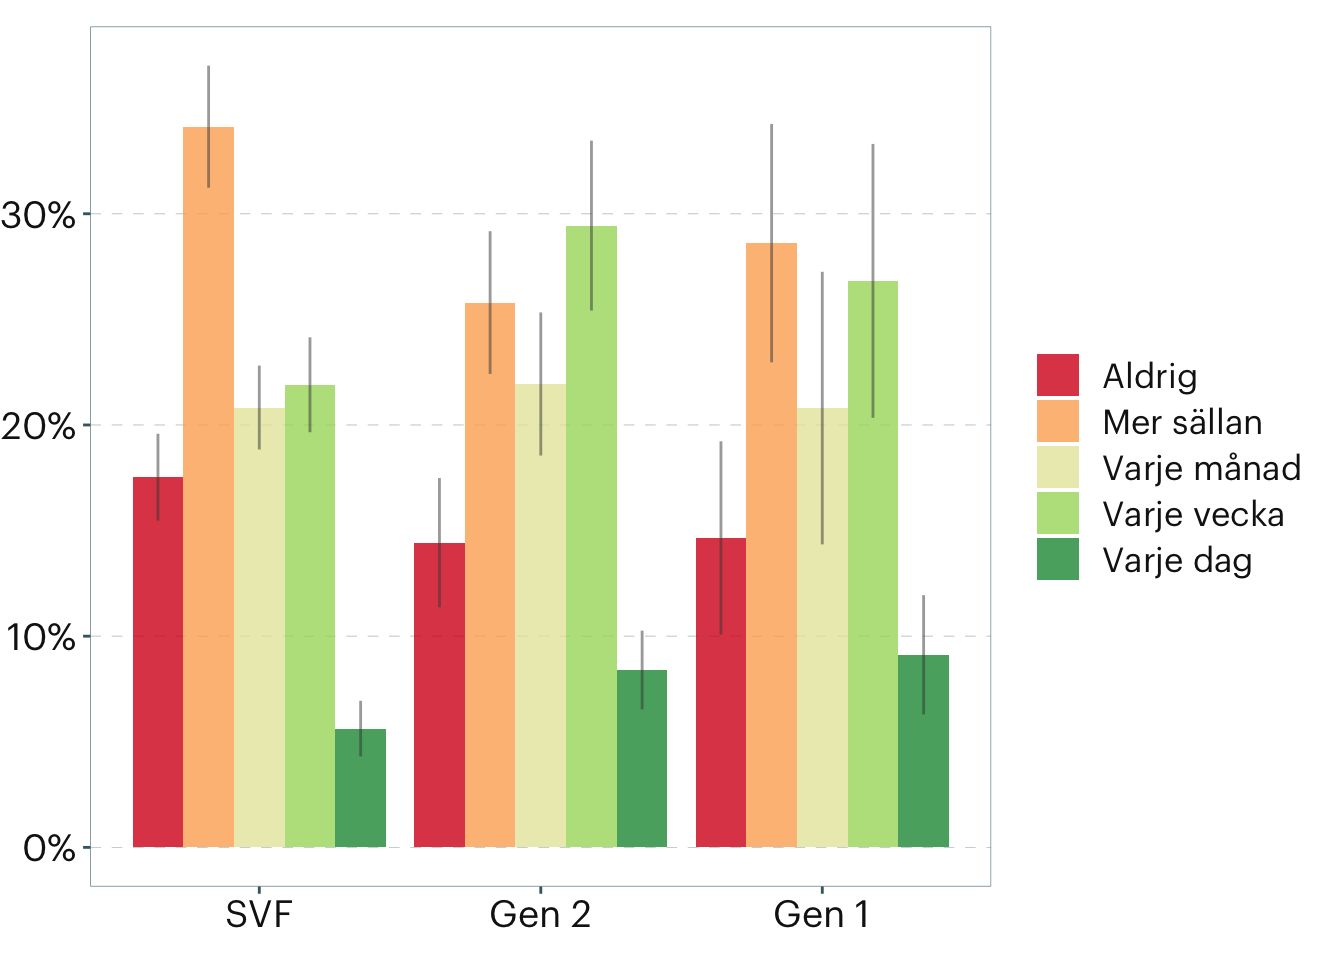 30%
20%
10%
0%
SVF
Gen 2
Gen 1
Aldrig
Mer sällan
Varje månad
Varje vecka
Varje dag